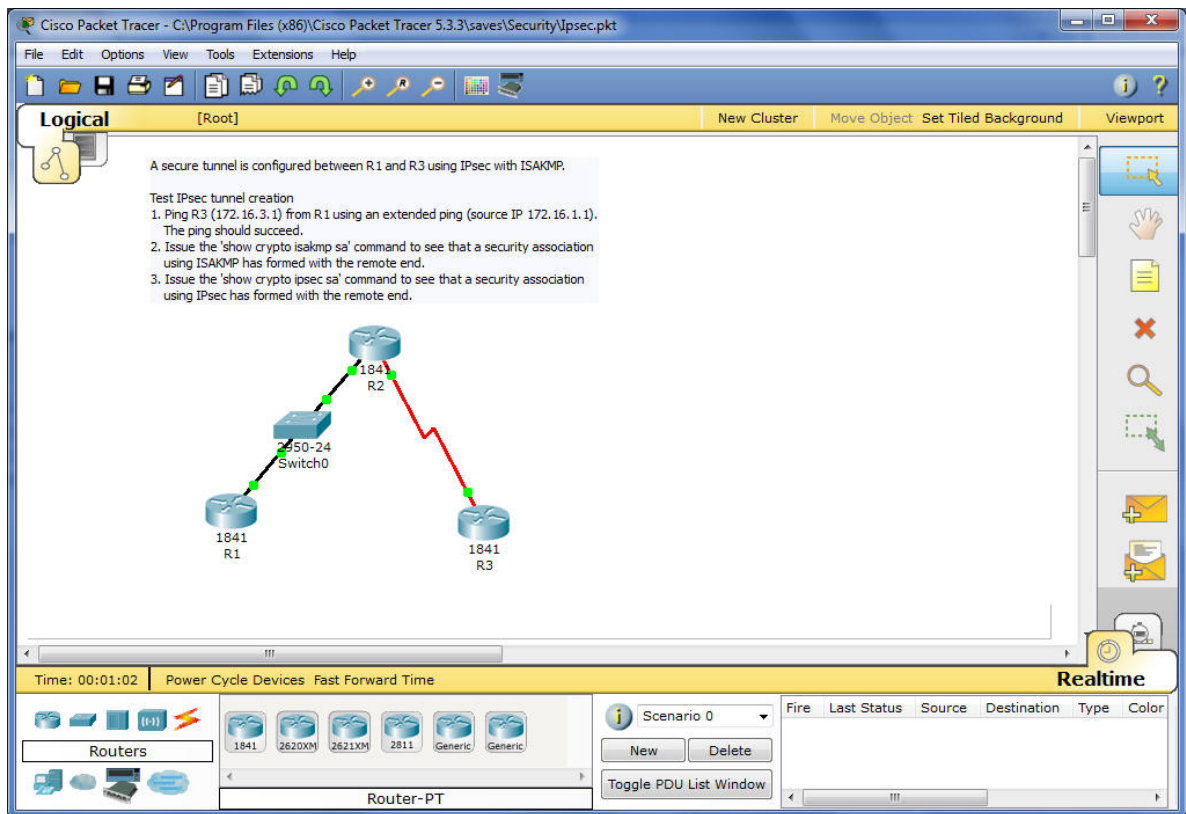 Cisco Packet Tracer - C:\Program Files (x86)\Cisco Packet Tracer 5.3.3\saves\Security\Ipsec.pkt
File Edit Options View Tools Extensions Help
Logical [Root] New Cluster Move Object Set Tiled Background Viewport
A secure tunnel is configured between R1 and R3 using IPsec with ISAKMP.
Test IPsec tunnel creation
1. Ping R3 (172.16.3.1) from R1 using an extended ping (source IP 172.16.1.1).
The ping should succeed.
2. Issue the 'show crypto isakmp sa' command to see that a security association
using ISAKMP has formed with the remote end.
3. Issue the 'show crypto ipsec sa' command to see that a security association
using IPsec has formed with the remote end.
1841
R2
2950-24
Switch0
1841
R1
1841
R3
Time: 00:01:02 Power Cycle Devices Fast Forward Time Realtime
Routers
1841 2620XM 2621XM 2811 Generic Generic
Router-PT
Scenario 0
New Delete
Toggle PDU List Window
Fire Last Status Source Destination Type Color